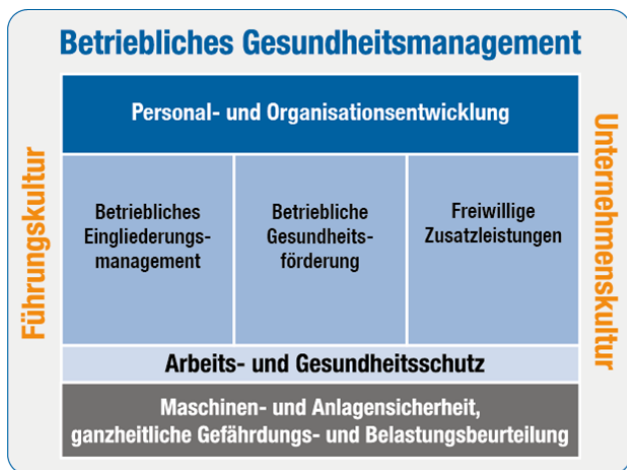 Betriebliches Gesundheitsmanagement
Führungskultur
Personal- und Organisationsentwicklung
Betriebliches
Eingliederungs-
management
Betriebliche
Gesundheits-
förderung
Freiwillige
Zusatzleistungen
Unternehmenskultur
Arbeits- und Gesundheitsschutz
Maschinen- und Anlagensicherheit,
ganzheitliche Gefährdungs- und Belastungsbeurteilung